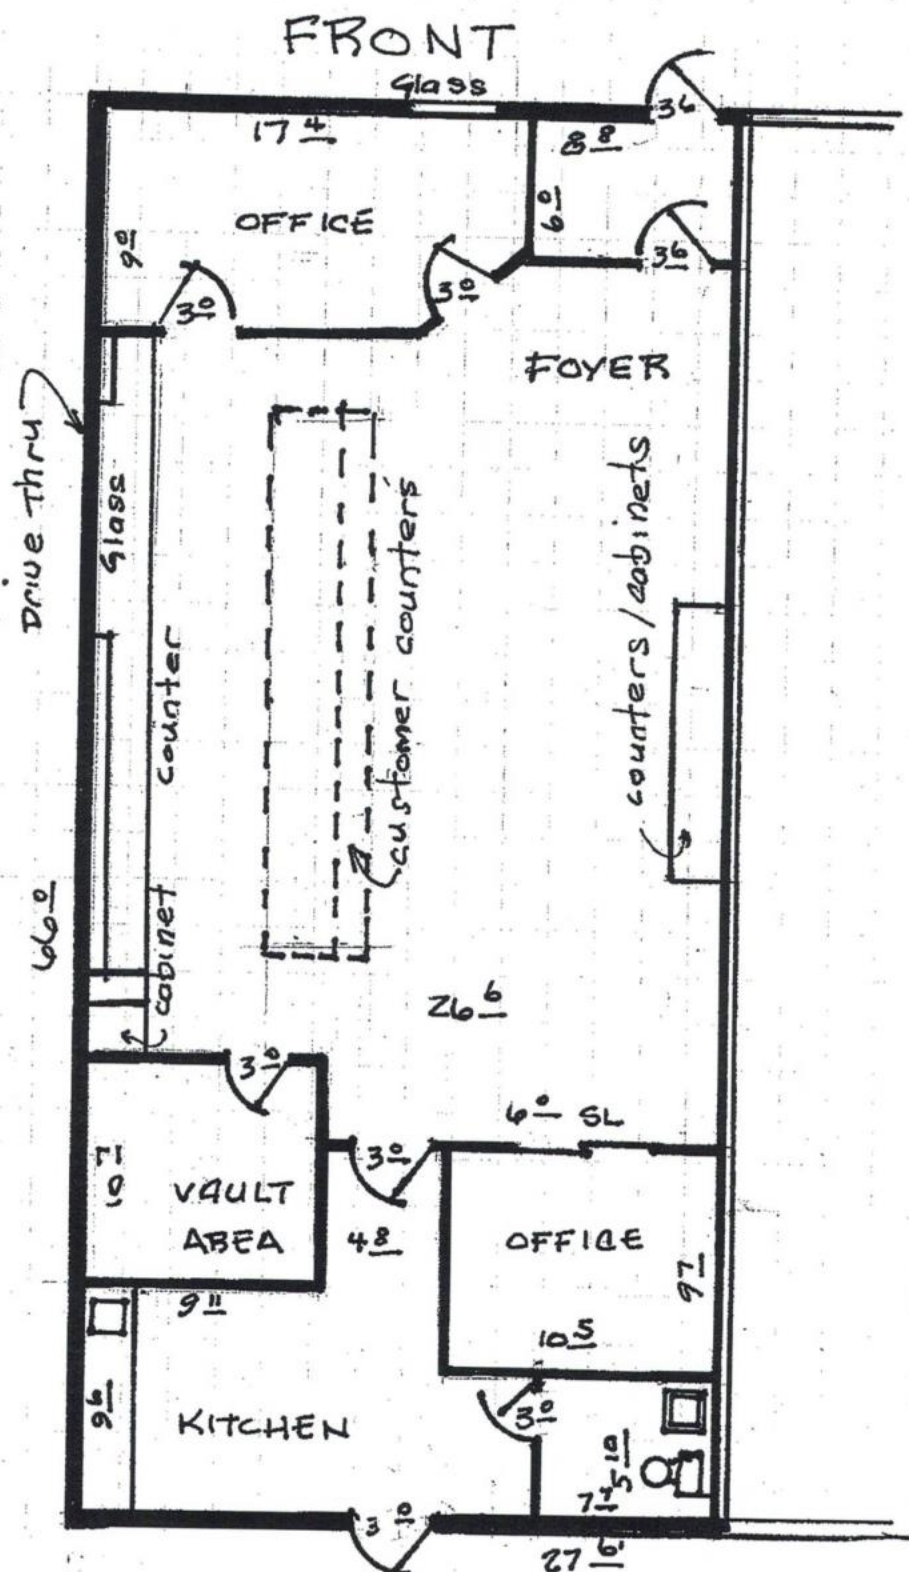 FRONT
Glass
36
17 4
8 8
OFFICE
6 0
9 0
36
3 0
3 0
FOYER
Drive Thru
Glass
customer counters
counters/cabinets
counter
66 0
cabinet
26 6
3 0
6 0 SL
3 0
10 7
VAULT
AREA
4 8
OFFICE
9 7
9 11
10 5
9 6
KITCHEN
3 0
5 10
3 0
27 6